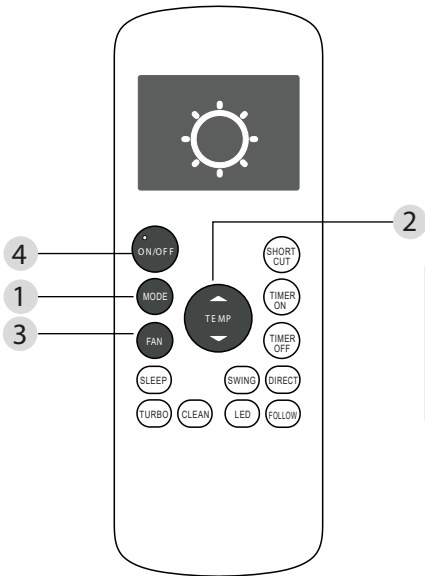 2
4
ON/OFF
SHORT
CUT
1
MODE
TEMP
TIMER
ON
3
FAN
TIMER
OFF
SLEEP
SWING
DIRECT
TURBO
CLEAN
LED
FOLLOW